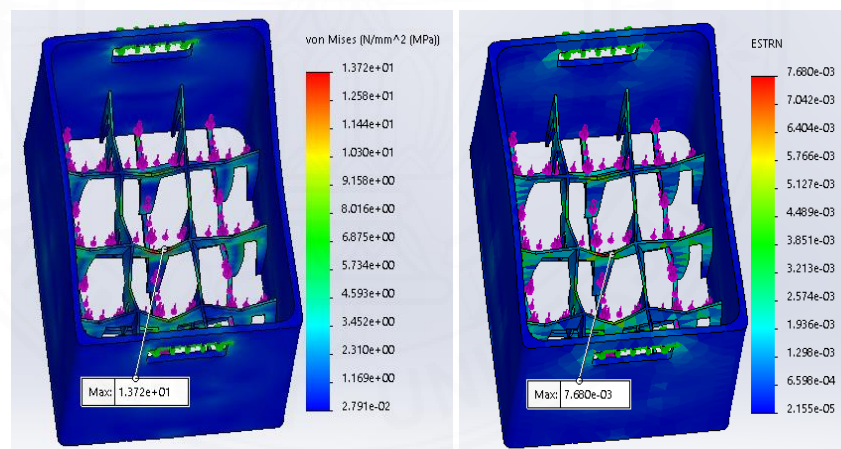 von Mises (N/mm^2 (MPa))
1.372e+01
1.258e+01
1.144e+01
1.030e+01
9.158e+00
8.016e+00
6.875e+00
5.734e+00
4.593e+00
3.452e+00
2.310e+00
1.169e+00
2.791e-02
Max: 1.372e+01
ESTRN
7.680e-03
7.042e-03
6.404e-03
5.766e-03
5.127e-03
4.489e-03
3.851e-03
3.213e-03
2.574e-03
1.936e-03
1.298e-03
6.598e-04
2.155e-05
Max: 7.680e-03